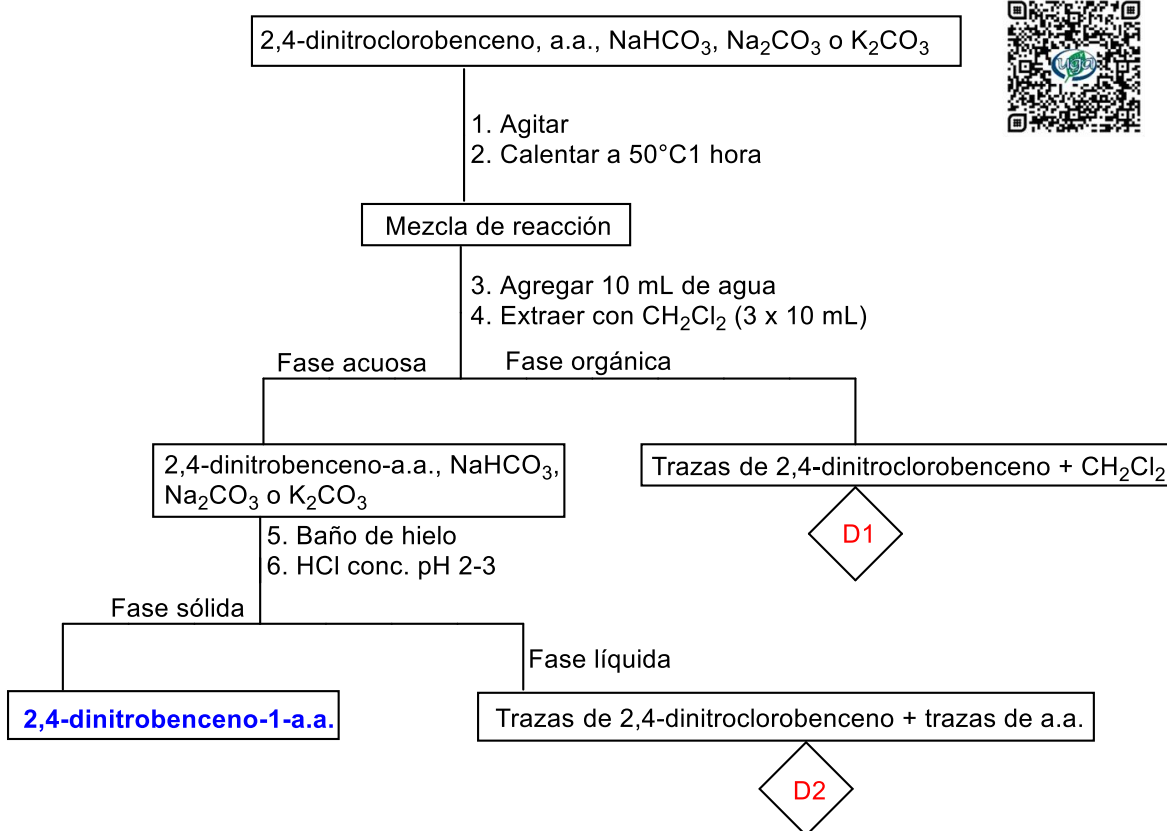 2,4-dinitroclorobenceno, a.a., NaHCO₃, Na₂CO₃ o K₂CO₃
1. Agitar
2. Calentar a 50°C1 hora
Mezcla de reacción
3. Agregar 10 mL de agua
4. Extraer con CH₂Cl₂ (3 x 10 mL)
Fase acuosa
Fase orgánica
2,4-dinitrobenceno-a.a., NaHCO₃,
Na₂CO₃ o K₂CO₃
Trazas de 2,4-dinitroclorobenceno + CH₂Cl₂
D1
5. Baño de hielo
6. HCl conc. pH 2-3
Fase sólida
Fase líquida
2,4-dinitrobenceno-1-a.a.
Trazas de 2,4-dinitroclorobenceno + trazas de a.a.
D2